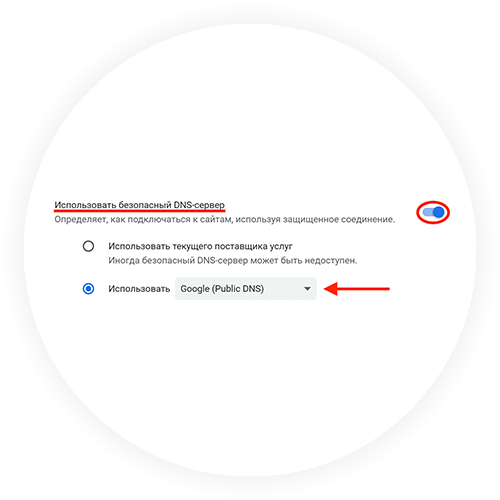 Использовать безопасный DNS-сервер
Определяет, как подключаться к сайтам, используя защищенное соединение.
Использовать текущего поставщика услуг
Иногда безопасный DNS-сервер может быть недоступен.
Использовать Google (Public DNS)